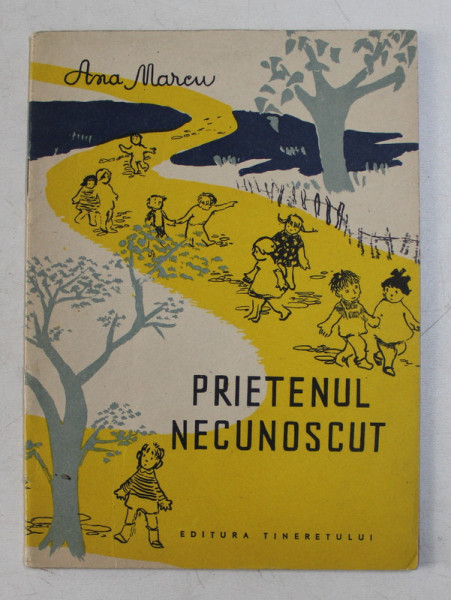 Ana Marcu
PRIETENUL
NECUNOSCUT
EDITURA TINERETULUI